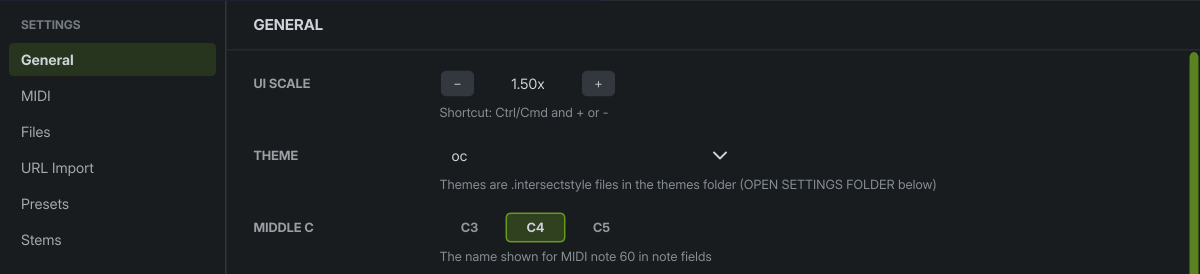 SETTINGS
General
MIDI
Files
URL Import
Presets
Stems
GENERAL
UI SCALE
− 1.50x +
Shortcut: Ctrl/Cmd and + or -
THEME
oc
Themes are .intersectstyle files in the themes folder (OPEN SETTINGS FOLDER below)
MIDDLE C
C3 C4 C5
The name shown for MIDI note 60 in note fields